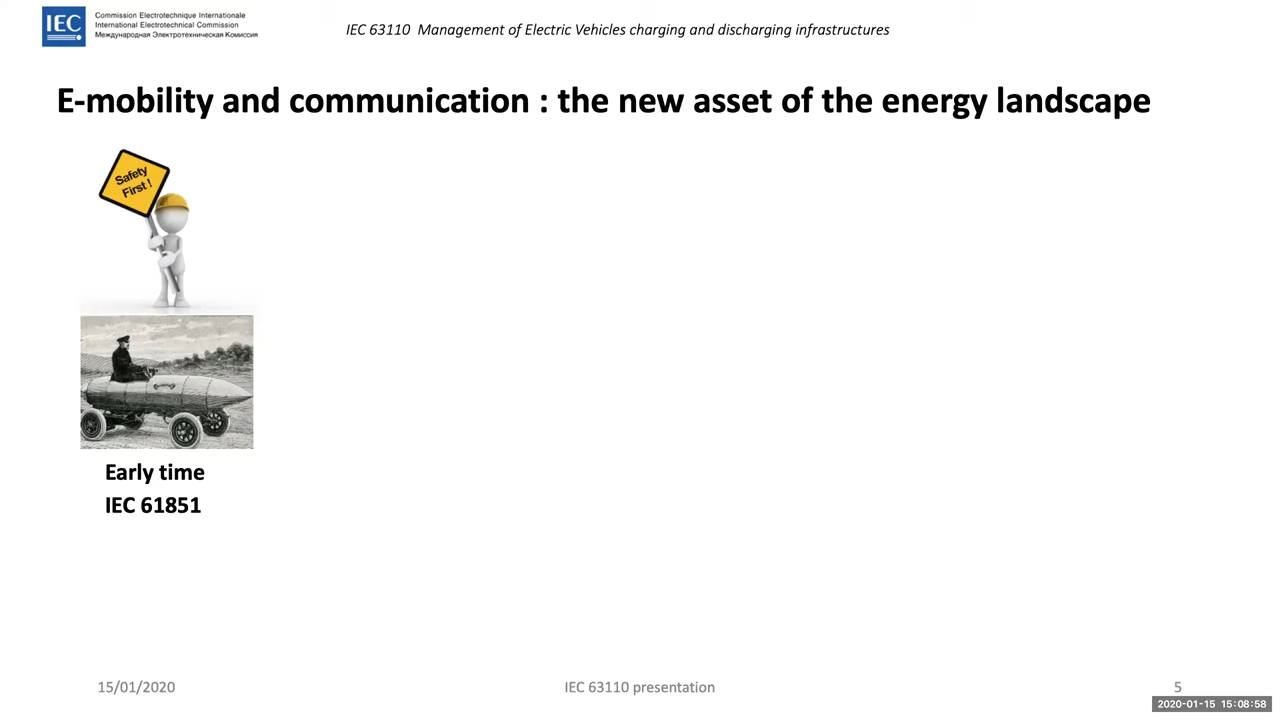 IEC
Commission Electrotechnique Internationale
International Electrotechnical Commission
Международная Электротехническая Комиссия
IEC 63110 Management of Electric Vehicles charging and discharging infrastructures
E-mobility and communication : the new asset of the energy landscape
Safety
First !
Early time
IEC 61851
15/01/2020
IEC 63110 presentation
5
2020-01-15 15:08:58